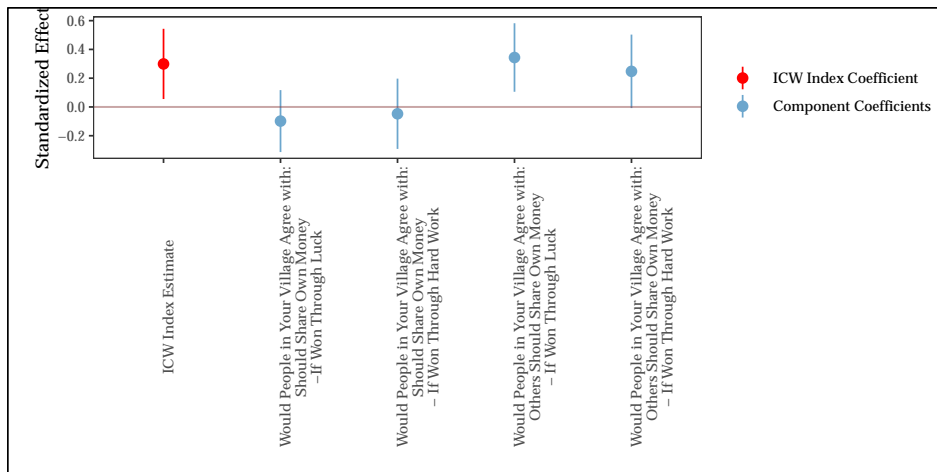 Standardized Effect
0.6
0.4
0.2
0.0
−0.2
ICW Index Estimate
Would People in Your Village Agree with:
Should Share Own Money
−If Won Through Luck
Would People in Your Village Agree with:
Should Share Own Money
− If Won Through Hard Work
Would People in Your Village Agree with:
Others Should Share Own Money
− If Won Through Luck
Would People in Your Village Agree with:
Others Should Share Own Money
− If Won Through Hard Work
ICW Index Coefficient
Component Coefficients